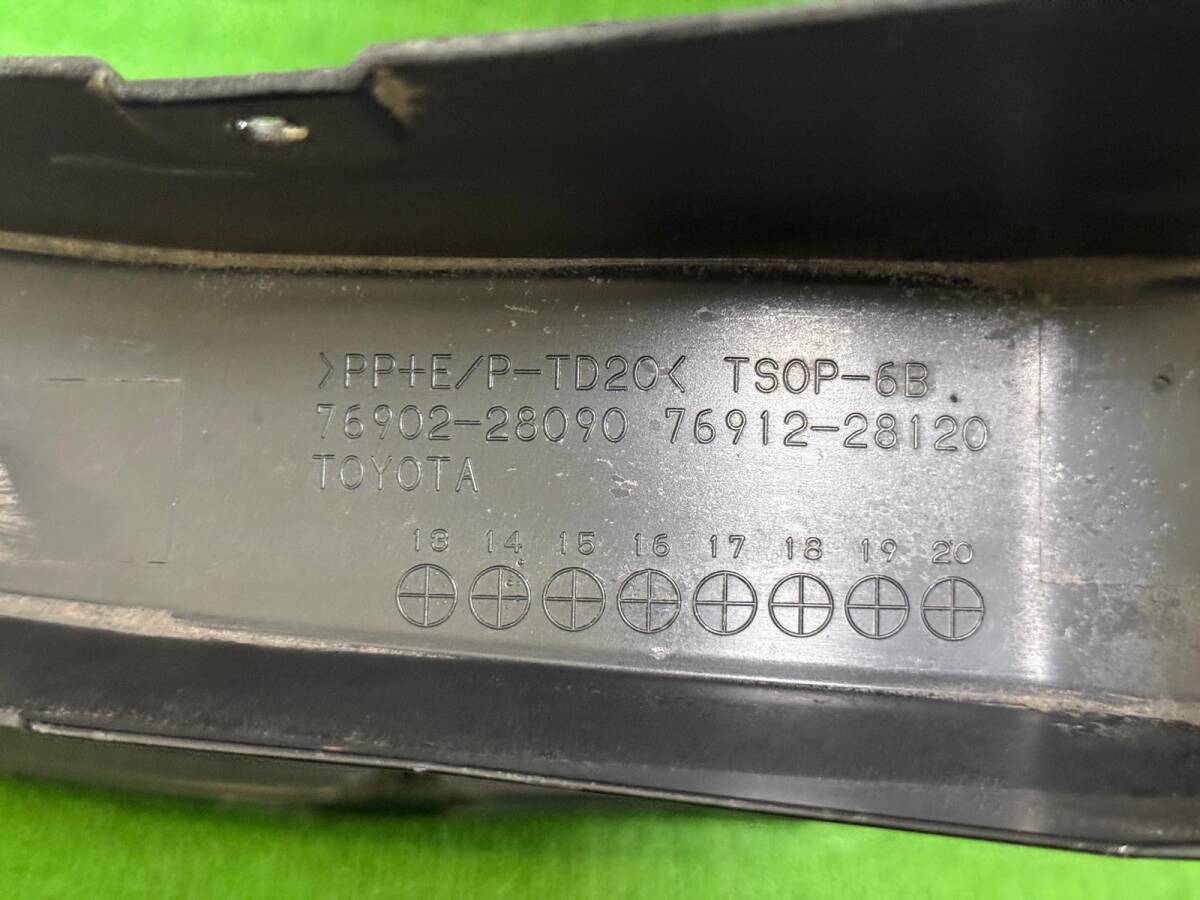 >PP+E/P-TD20< TSOP-6B
76902-28090 76912-28120
TOYOTA
13 14 15 16 17 18 19 20